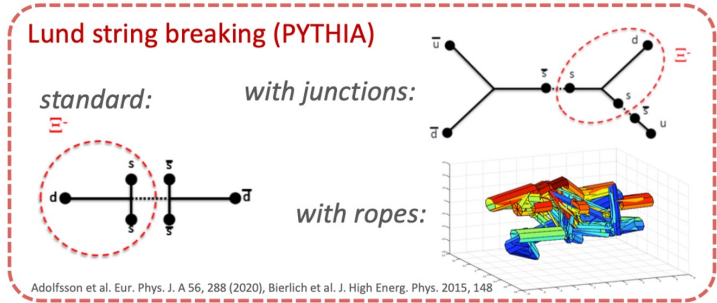 Lund string breaking (PYTHIA)
standard:
Ξ⁻
d
s
s
s̅
s̅
d̅
with junctions:
u̅
d̅
s̅
s
d
Ξ⁻
s
s̅
u
with ropes:
Adolfsson et al. Eur. Phys. J. A 56, 288 (2020), Bierlich et al. J. High Energ. Phys. 2015, 148